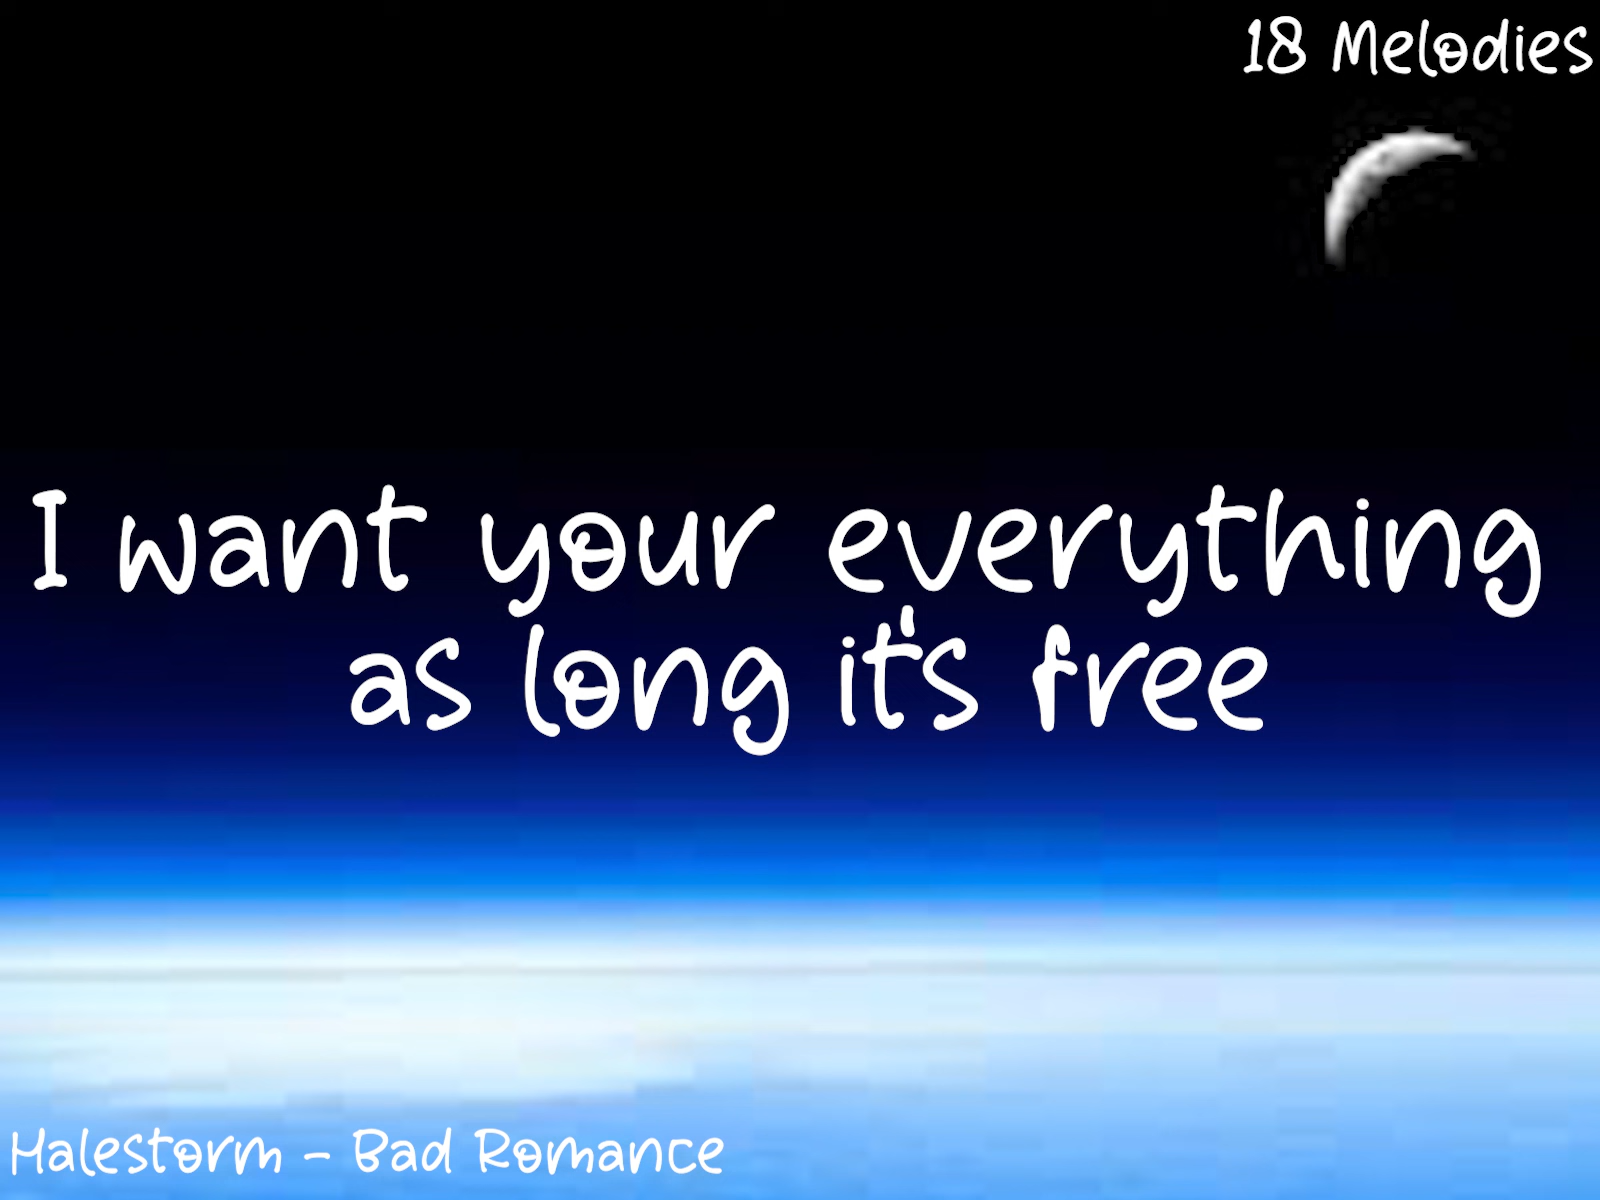 18 Melodies
I want your everything
as long it's free
Halestorm - Bad Romance